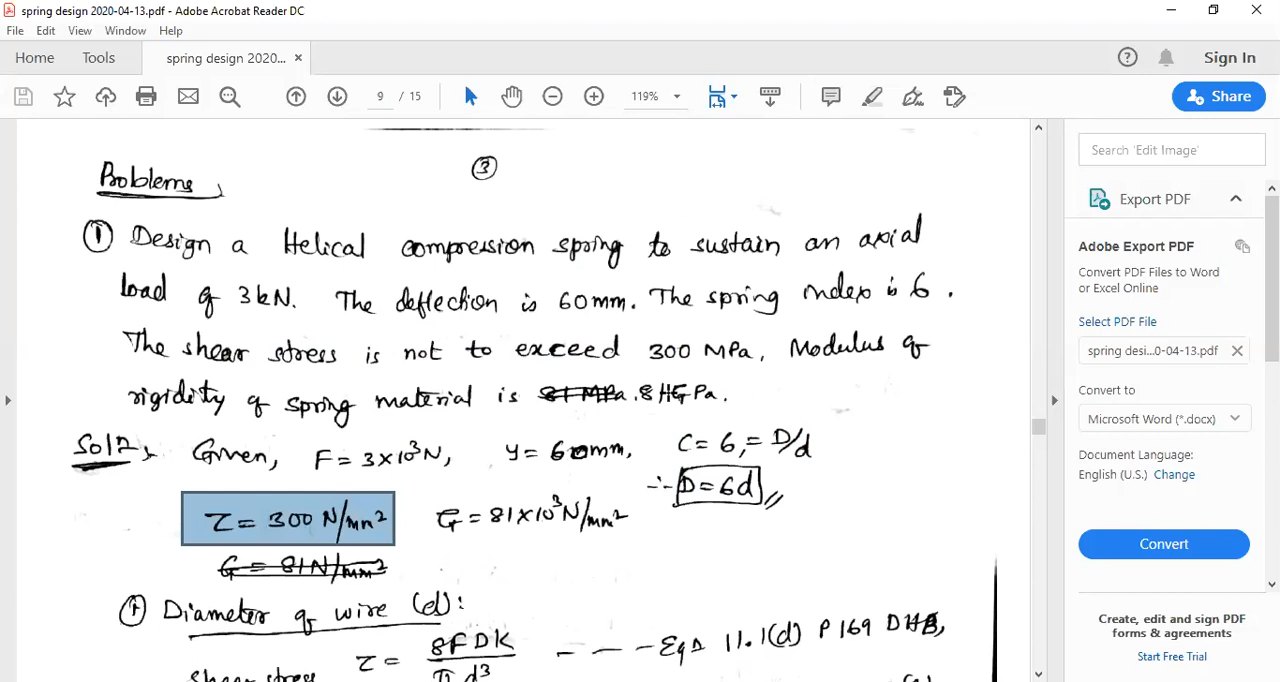 spring design 2020-04-13.pdf - Adobe Acrobat Reader DC
File Edit View Window Help
Home Tools spring design 2020... ×
Sign In
9 / 15 119% Share
Problems
③
① Design a Helical compression spring to sustain an axial
load of 3kN. The deflection is 60mm. The spring index is 6.
The shear stress is not to exceed 300 MPa, Modulus of
rigidity of spring material is 81 MPa. 81GPa.
Soln, Given, F = 3×10³N, y = 60mm, C = 6, = D/d
∴ D = 6d
τ = 300 N/mm² G = 81×10³N/mm²
G = 81N/mm²
① Diameter of wire (d):
shear stress τ = 8FDK / πd³ - - - Eqn 11.1(d) P 169 DHB,
Search 'Edit Image'
Export PDF
Adobe Export PDF
Convert PDF Files to Word
or Excel Online
Select PDF File
spring desi...0-04-13.pdf ×
Convert to
Microsoft Word (*.docx)
Document Language:
English (U.S.) Change
Convert
Create, edit and sign PDF
forms & agreements
Start Free Trial